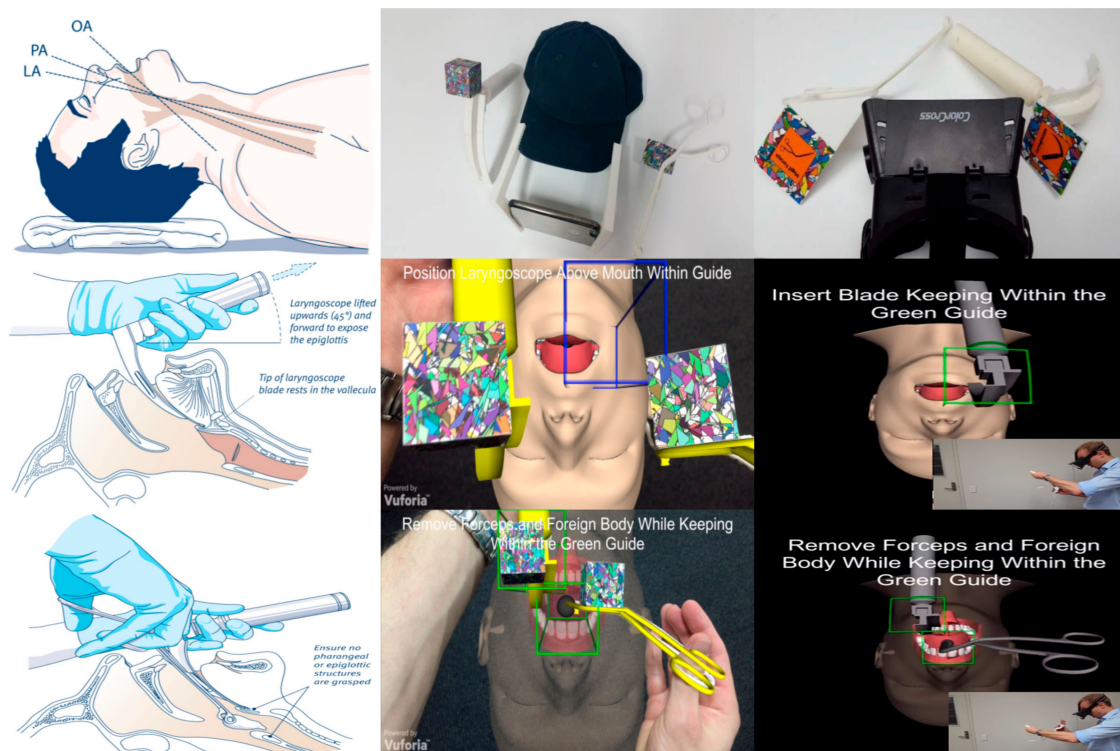 OA
PA
LA
ColorCross
Laryngoscope lifted
upwards (45°) and
forward to expose
the epiglottis
Tip of laryngoscope
blade rests in the vallecula
Position Laryngoscope Above Mouth Within Guide
Powered by
Vuforia™
Insert Blade Keeping Within the
Green Guide
Ensure no
pharangeal
or epiglottic
structures
are grasped
Remove Forceps and Foreign Body While Keeping
Within the Green Guide
Powered by
Vuforia™
Remove Forceps and Foreign
Body While Keeping Within the
Green Guide